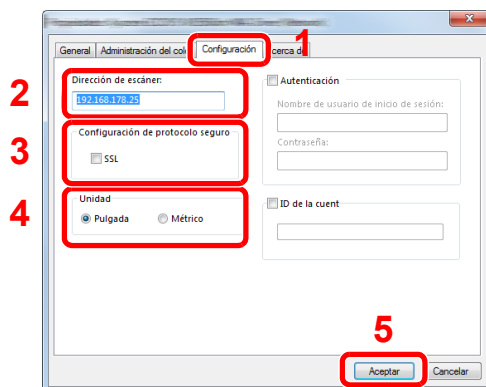 1
General Administración del colo Configuración cerca de
2
Dirección de escáner:
192.168.178.25
Autenticación
Nombre de usuario de inicio de sesión:
Contraseña:
3
Configuración de protocolo seguro
SSL
4
Unidad
Pulgada Métrico
ID de la cuent
5
Aceptar Cancelar